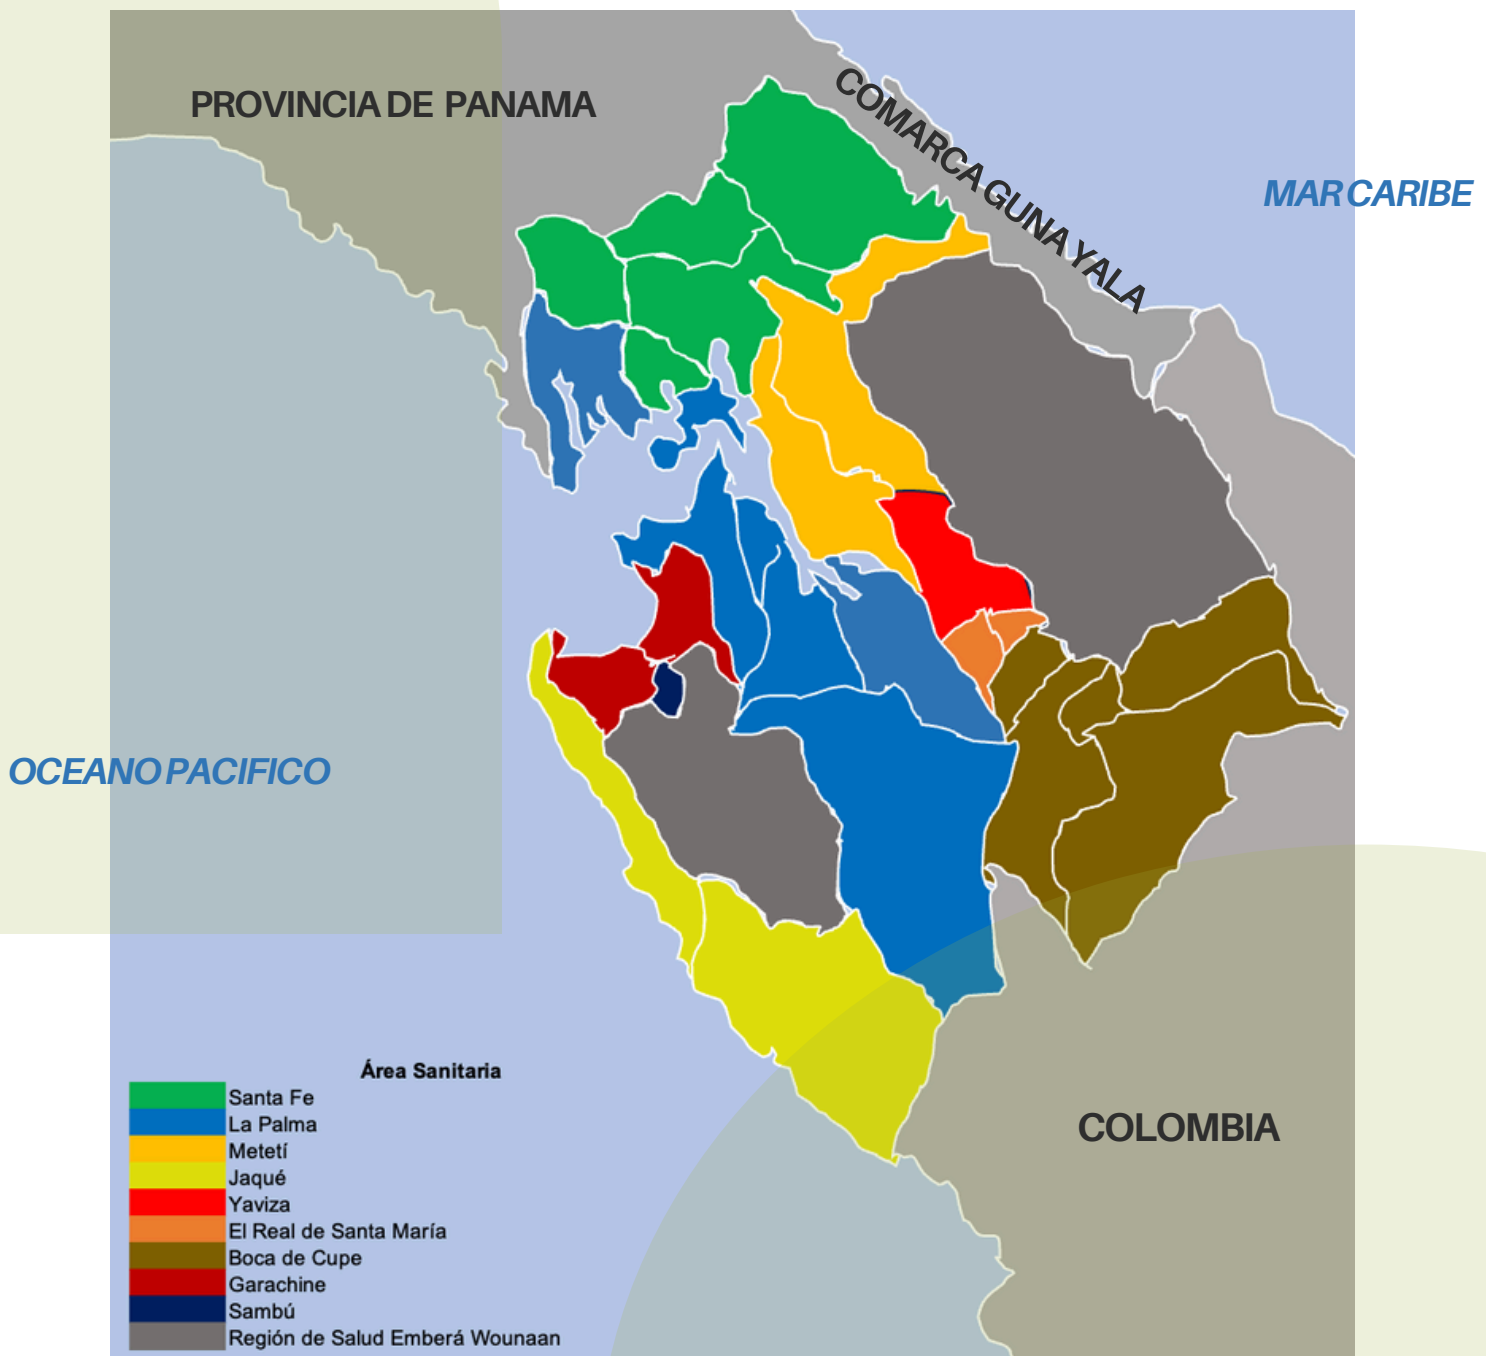 PROVINCIA DE PANAMA
COMARCA GUNA YALA
MAR CARIBE
OCEANO PACIFICO
COLOMBIA
Área Sanitaria
Santa Fe
La Palma
Metetí
Jaqué
Yaviza
El Real de Santa María
Boca de Cupe
Garachine
Sambú
Región de Salud Emberá Wounaan